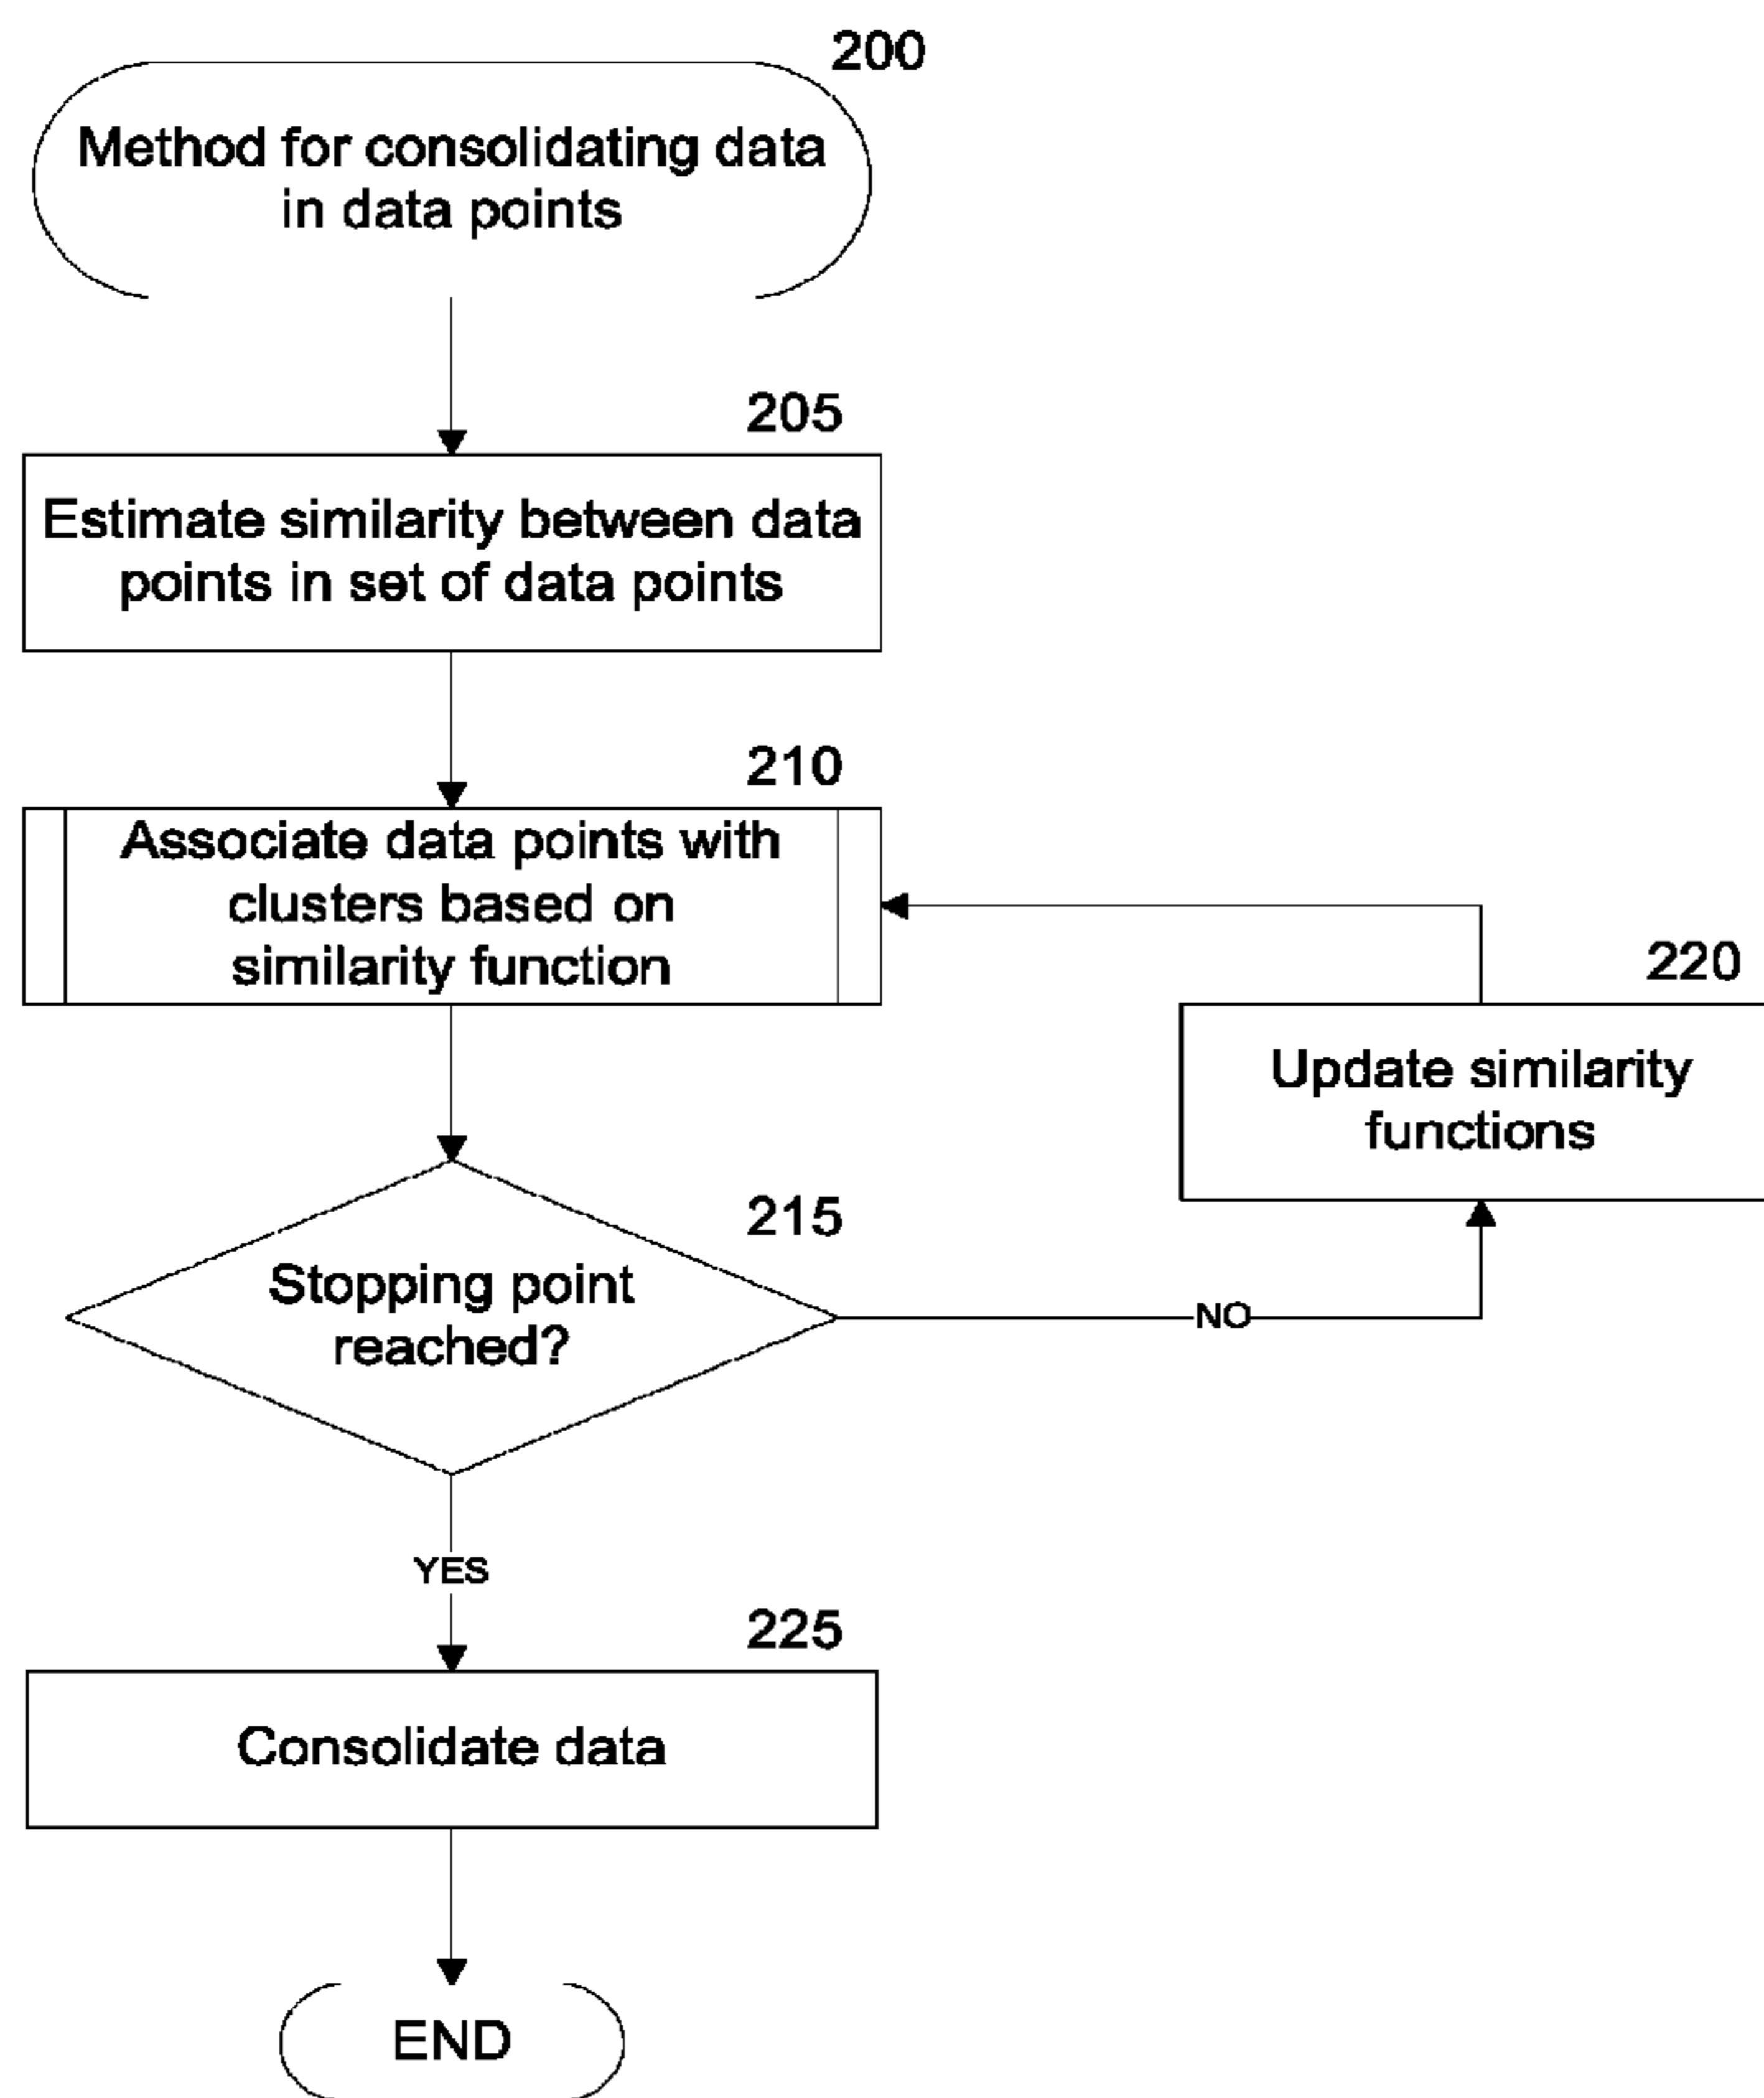 200
Method for consolidating data
in data points
205
Estimate similarity between data
points in set of data points
210
Associate data points with
clusters based on
similarity function
220
Update similarity
functions
215
Stopping point
reached?
NO
YES
225
Consolidate data
END